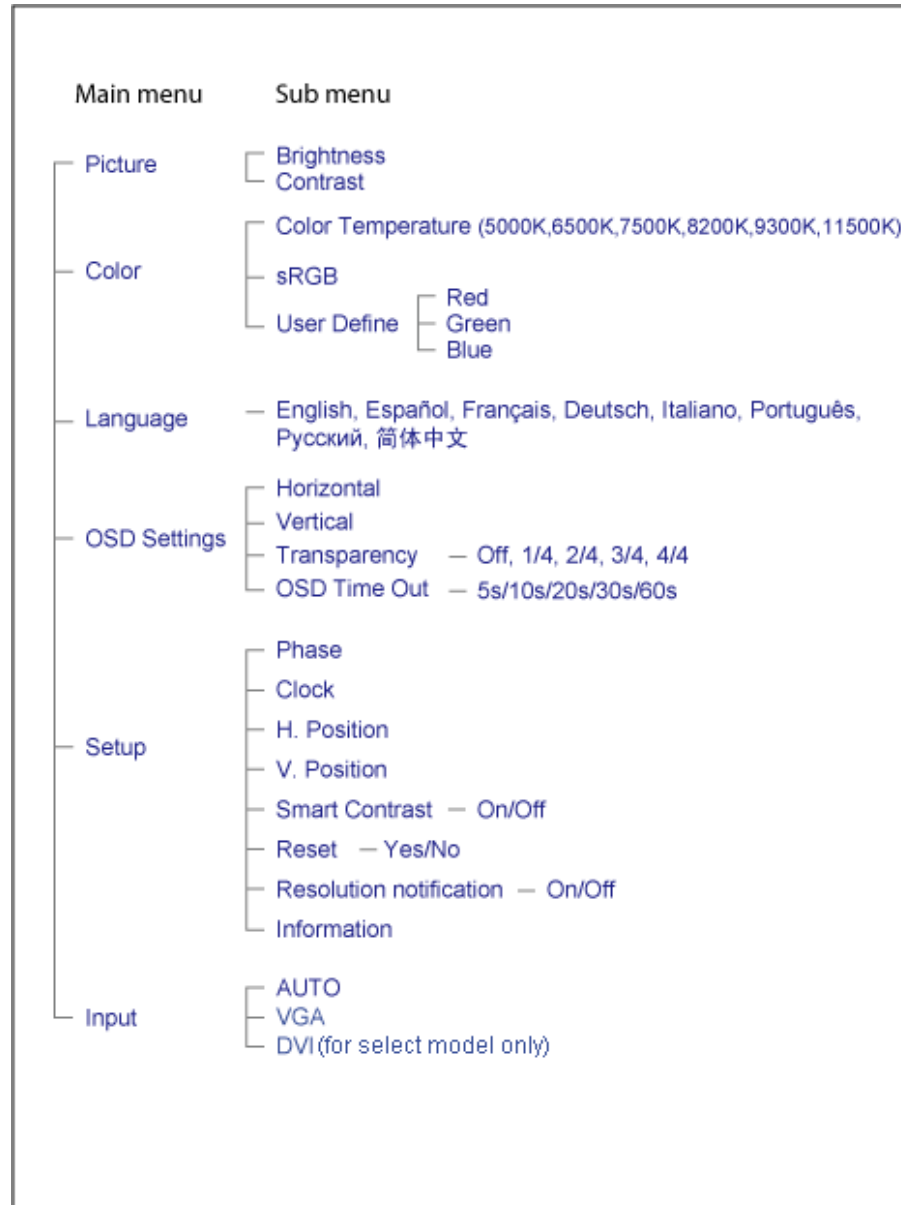 Main menu Sub menu
Picture Brightness
Contrast
Color Temperature (5000K,6500K,7500K,8200K,9300K,11500K)
Color sRGB
Red
User Define Green
Blue
Language English, Español, Français, Deutsch, Italiano, Português,
Русский, 简体中文
Horizontal
Vertical
OSD Settings Transparency Off, 1/4, 2/4, 3/4, 4/4
OSD Time Out 5s/10s/20s/30s/60s
Phase
Clock
H. Position
Setup V. Position
Smart Contrast On/Off
Reset Yes/No
Resolution notification On/Off
Information
AUTO
Input VGA
DVI (for select model only)